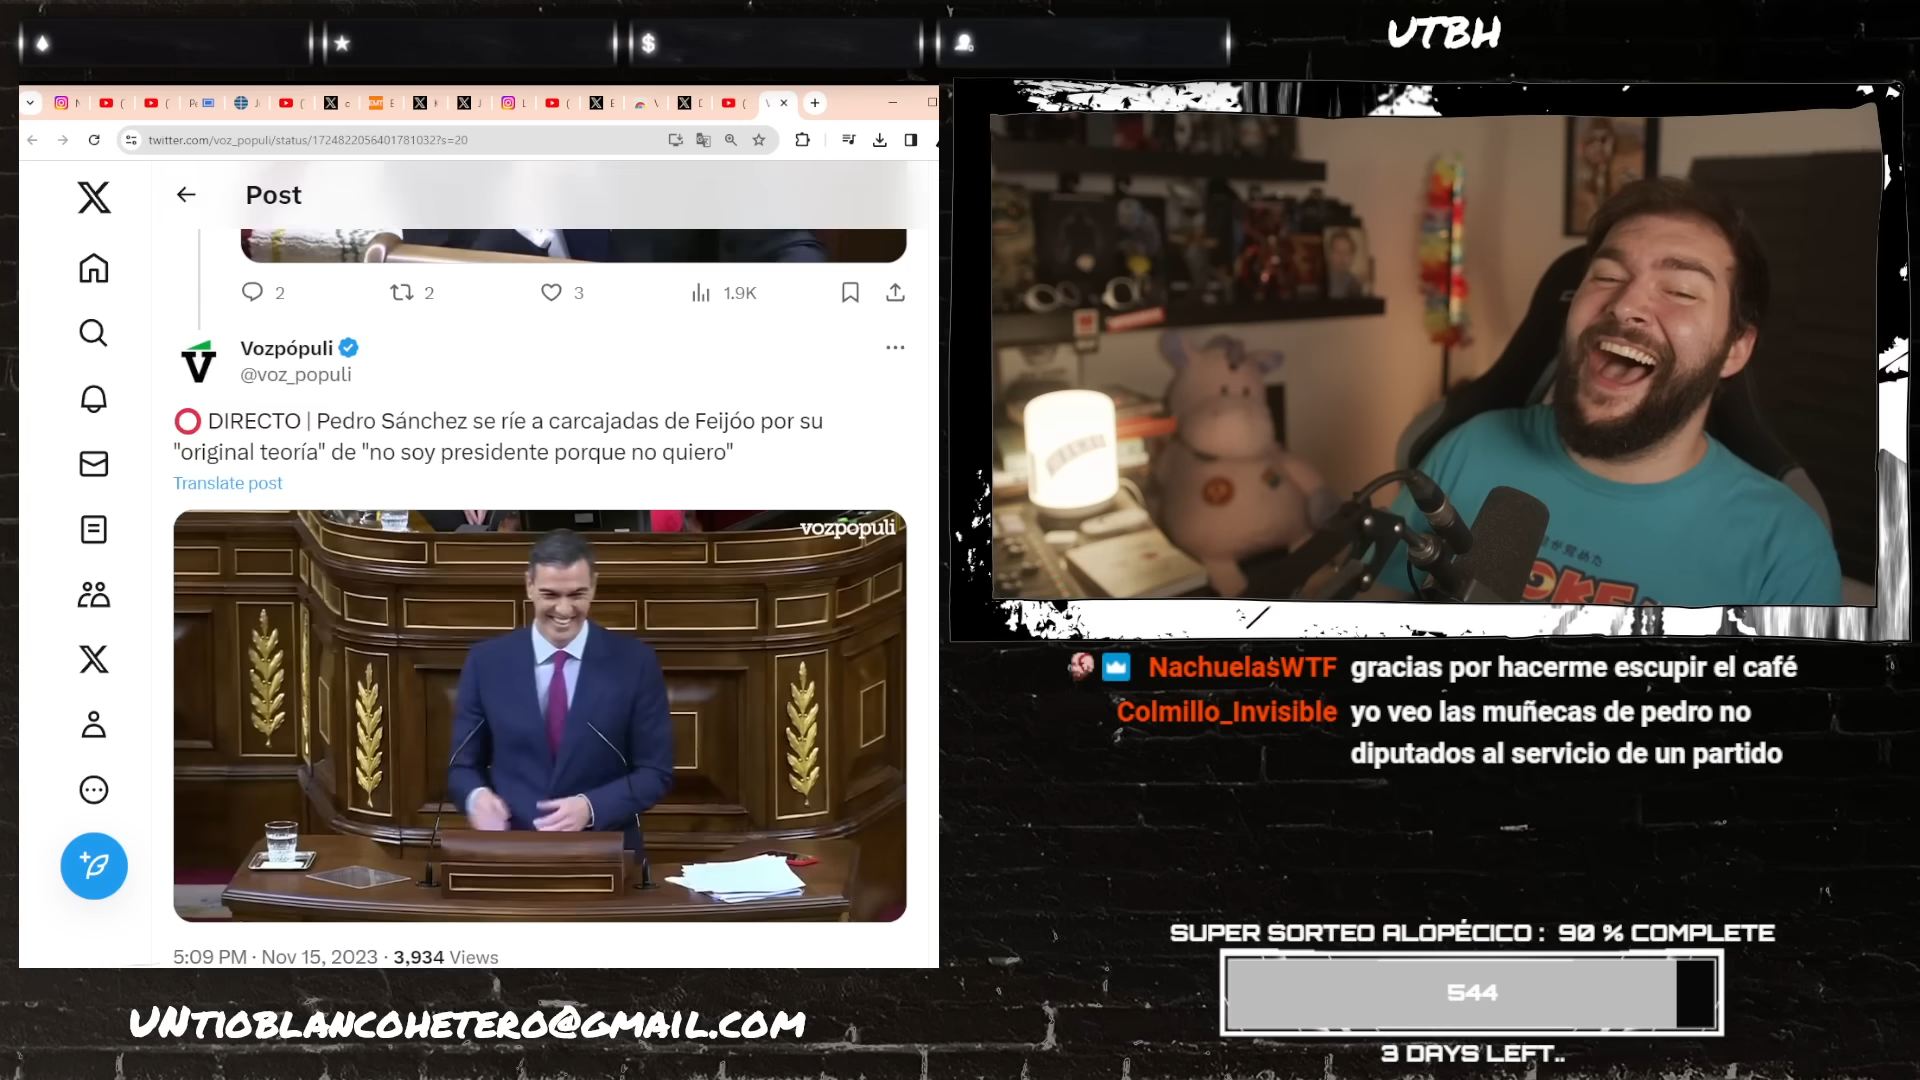 UTBH
twitter.com/voz_populi/status/1724822056401781032?s=20
Post
2
2
3
1.9K
Vozpópuli
@voz_populi
DIRECTO | Pedro Sánchez se ríe a carcajadas de Feijóo por su
"original teoría" de "no soy presidente porque no quiero"
Translate post
vozpopuli
5:09 PM · Nov 15, 2023 · 3,934 Views
NachuelasWTF gracias por hacerme escupir el café
Colmillo_Invisible yo veo las muñecas de pedro no
diputados al servicio de un partido
SUPER SORTEO ALOPÉCICO : 90 % COMPLETE
544
3 DAYS LEFT..
UNTIOBLANCOHETERO@GMAIL.COM